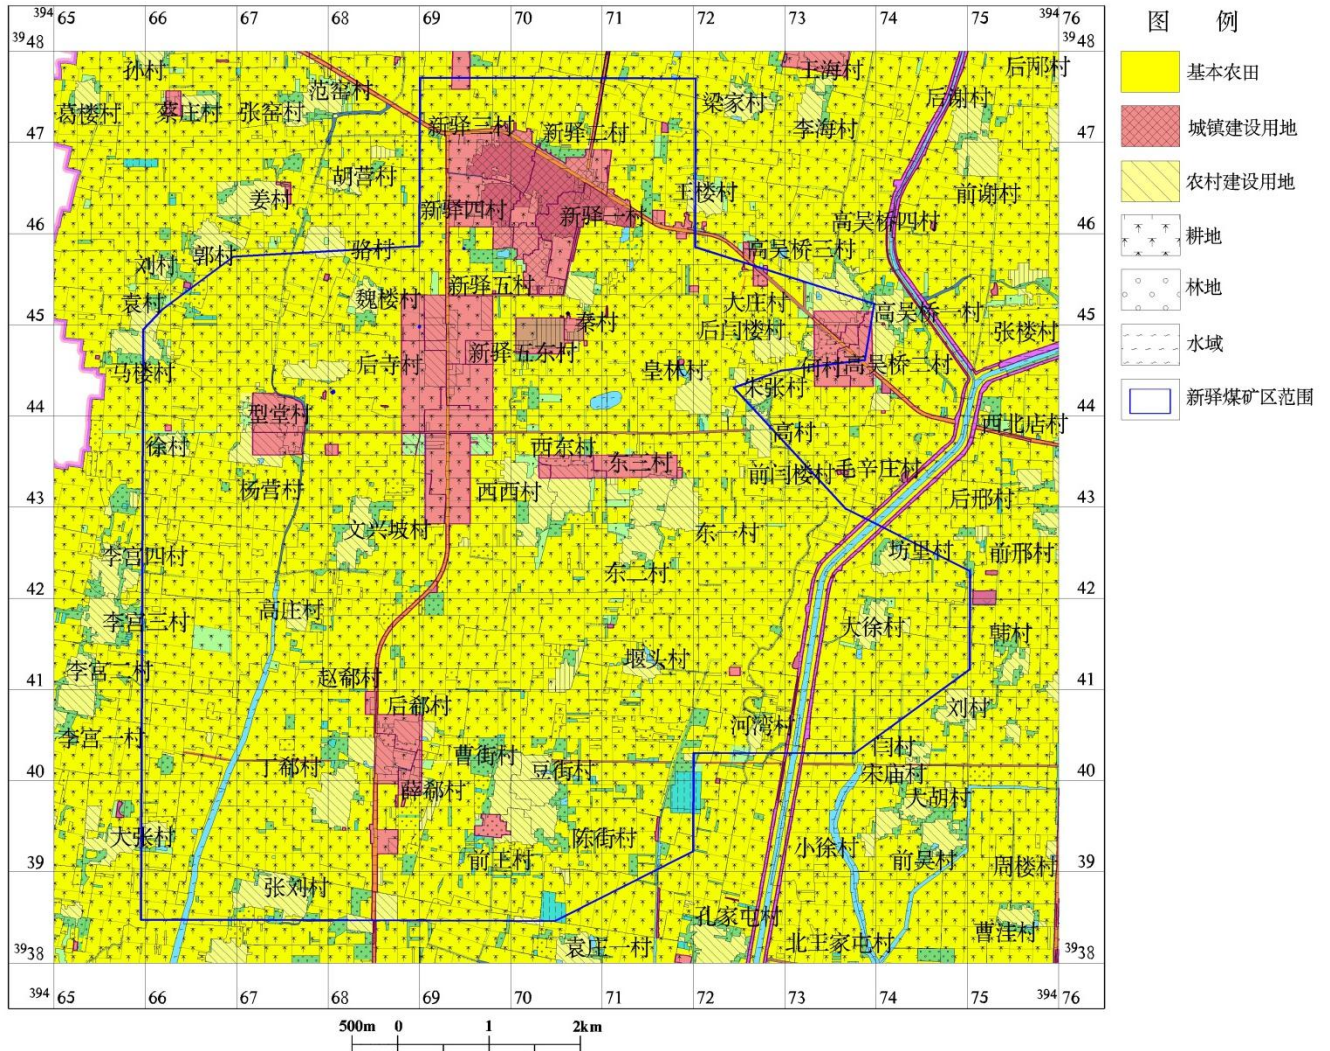 394 65 66 67 68 69 70 71 72 73 74 75 394 76
图 例
39 48
39 48
孙村
范窑村
王海村
后邴村
基本农田
葛楼村
蔡庄村
张窑村
梁家村
后谢村
新驿三村
新驿二村
李海村
城镇建设用地
47
47
胡营村
姜村
王楼村
前谢村
农村建设用地
新驿四村
新驿一村
高吴桥四村
46
46
耕地
骆村
郭村
刘村
高吴桥三村
林地
袁村
魏楼村
新驿五村
大庄村
高吴桥一村
45
45
秦村
后闫楼村
张楼村
水域
马楼村
后寺村
新驿五东村
皇林村
何村
高吴桥二村
宋张村
新驿煤矿区范围
44
44
型堂村
徐村
西东村
高村
西北店村
东三村
前闫楼村
毛辛庄村
杨营村
西西村
后邢村
43
43
文兴坡村
东一村
李宫四村
坊里村
前邢村
东二村
42
42
李宫三村
高庄村
大徐村
韩村
李宫二村
堰头村
41
41
赵郗村
后郗村
刘村
李宫一村
河湾村
闫村
曹街村
丁郗村
豆街村
宋庙村
40
40
薛郗村
大胡村
大张村
陈街村
小徐村
前王村
前吴村
周楼村
39
39
张刘村
孔家屯村
曹洼村
袁庄一村
北王家屯村
39 38
39 38
394 65 66 67 68 69 70 71 72 73 74 75 394 76
500m 0 1 2km